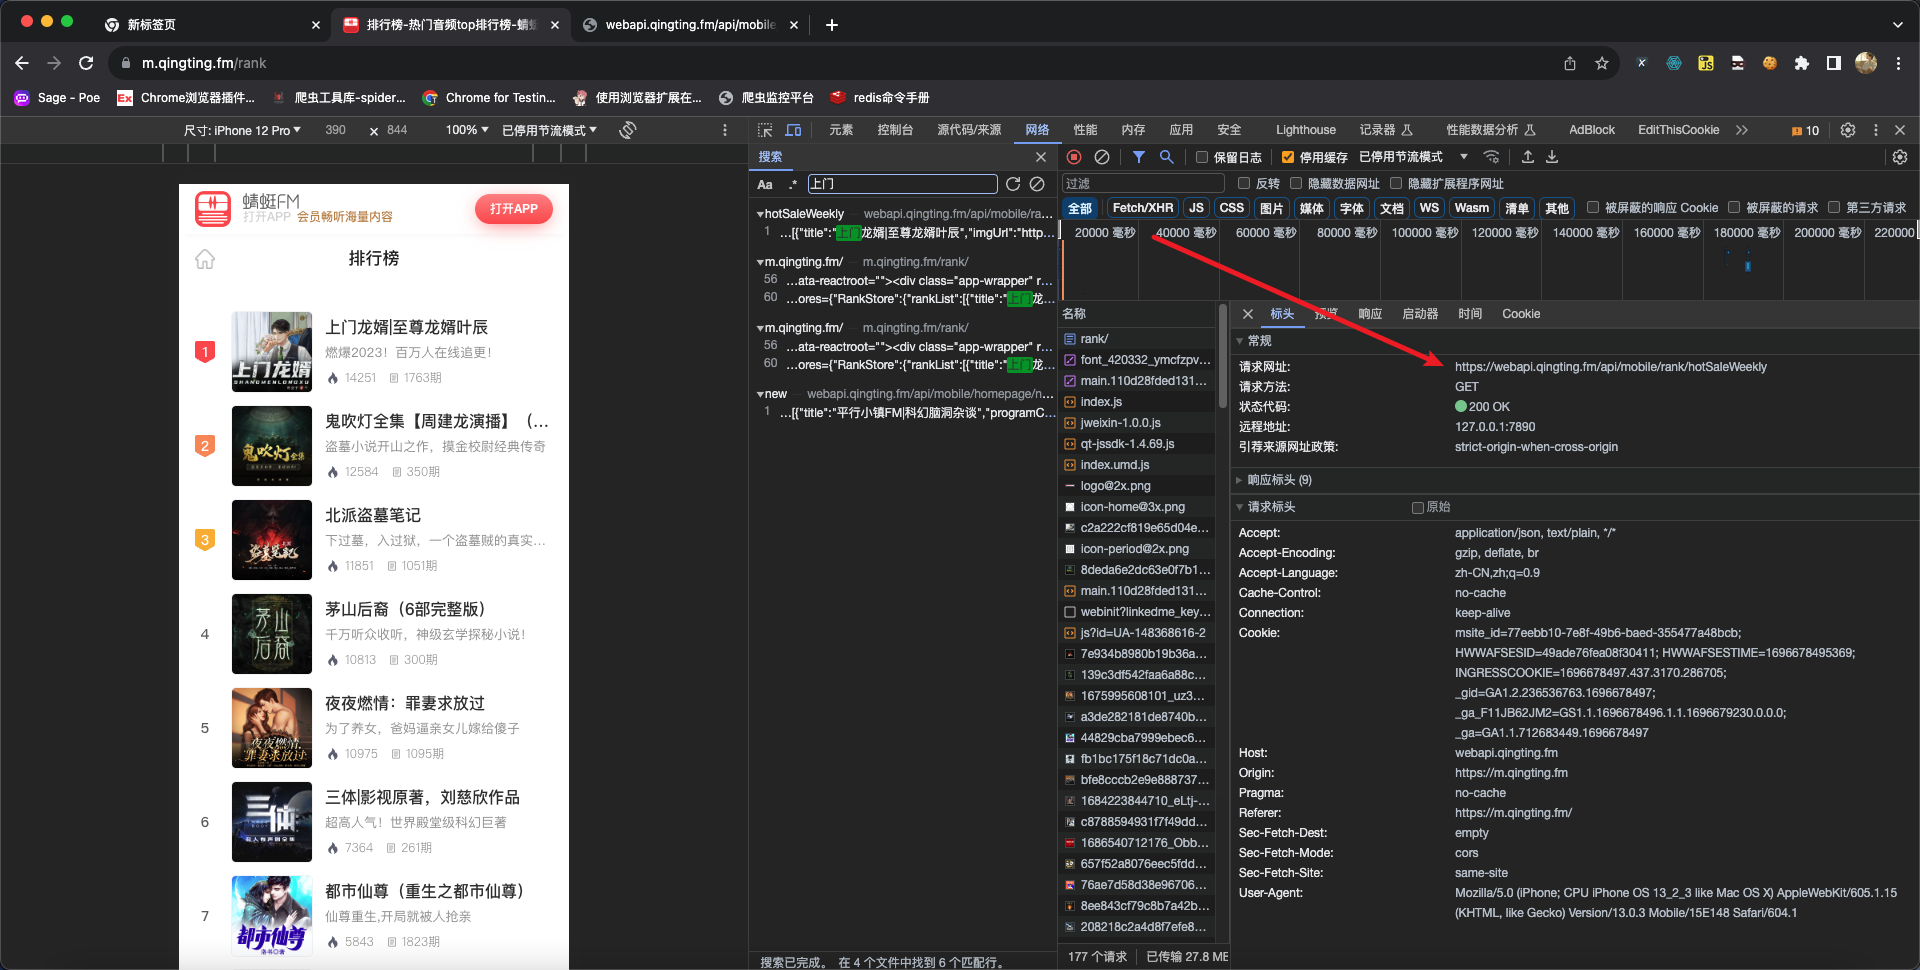 新标签页
排行榜-热门音频top排行榜-蜻蜓
webapi.qingting.fm/api/mobile
m.qingting.fm/rank
Sage - Poe
Chrome浏览器插件...
爬虫工具库-spider...
Chrome for Testin...
使用浏览器扩展在...
爬虫监控平台
redis命令手册
尺寸: iPhone 12 Pro
390 × 844
100%
已停用节流模式
元素 控制台 源代码/来源 网络 性能 内存 应用 安全 Lighthouse 记录器 性能数据分析 AdBlock EditThisCookie
10
搜索
保留日志
停用缓存
已停用节流模式
Aa .* 上门
过滤
反转
隐藏数据网址
隐藏扩展程序网址
全部 Fetch/XHR JS CSS 图片 媒体 字体 文档 WS Wasm 清单 其他
被屏蔽的响应 Cookie
被屏蔽的请求
第三方请求
20000 毫秒 40000 毫秒 60000 毫秒 80000 毫秒 100000 毫秒 120000 毫秒 140000 毫秒 160000 毫秒 180000 毫秒 200000 毫秒 220000
蜻蜓FM
打开APP 会员畅听海量内容
打开APP
排行榜
1
上门龙婿
上门龙婿|至尊龙婿叶辰
燃爆2023！百万人在线追更！
14251 1763期
2
鬼吹灯全集
鬼吹灯全集【周建龙演播】（...
盗墓小说开山之作，摸金校尉经典传奇
12584 350期
3
盗墓笔记
北派盗墓笔记
下过墓，入过狱，一个盗墓贼的真实...
11851 1051期
4
茅山后裔
茅山后裔（6部完整版）
千万听众收听，神级玄学探秘小说！
10813 300期
5
夜夜燃情:
罪妻求放过
夜夜燃情：罪妻求放过
为了养女，爸妈逼亲女儿嫁给傻子
10975 1095期
6
三体
三体|影视原著，刘慈欣作品
超高人气！世界殿堂级科幻巨著
7364 261期
7
都市仙尊
都市仙尊（重生之都市仙尊）
仙尊重生,开局就被人抢亲
5843 1823期
hotSaleWeekly webapi.qingting.fm/api/mobile/ra...
1 ...[{"title":"上门龙婿|至尊龙婿叶辰","imgUrl":"http...
m.qingting.fm/ m.qingting.fm/rank/
56 ...ata-reactroot=""><div class="app-wrapper" r...
60 ...ores={"RankStore":{"rankList":[{"title":"上门龙...
m.qingting.fm/ m.qingting.fm/rank/
56 ...ata-reactroot=""><div class="app-wrapper" r...
60 ...ores={"RankStore":{"rankList":[{"title":"上门龙...
new webapi.qingting.fm/api/mobile/homepage/n...
1 ...[{"title":"平行小镇FM|科幻脑洞杂谈","programC...
搜索已完成。 在 4 个文件中找到 6 个匹配行。
名称
rank/
font_420332_ymcfzpv...
main.110d28fded131...
index.js
jweixin-1.0.0.js
qt-jssdk-1.4.69.js
index.umd.js
logo@2x.png
icon-home@3x.png
c2a222cf819e65d04e...
icon-period@2x.png
8deda6e2dc63e0f7b1...
main.110d28fded131...
webinit?linkedme_key...
js?id=UA-148368616-2
7e934b8980b19b36a...
139c3df542faa6a88c...
1675995608101_uz3...
a3de282181de8740b...
44829cba7999ebec6...
fb1bc175f18c71dc0a...
bfe8cccb2e9e888737...
1684223844710_eLtj-...
c8788594931f7f49dd...
1686540712176_Obb...
657f52a8076eec5fdd...
76ae7d58d38e96706...
8ee843cf79c8b7a42b...
208218c2a4d8f7efe8...
177 个请求 已传输 27.8 ME
标头 预览 响应 启动器 时间 Cookie
常规
请求网址: https://webapi.qingting.fm/api/mobile/rank/hotSaleWeekly
请求方法: GET
状态代码: 200 OK
远程地址: 127.0.0.1:7890
引荐来源网址政策: strict-origin-when-cross-origin
响应标头 (9)
请求标头 原始
Accept: application/json, text/plain, */*
Accept-Encoding: gzip, deflate, br
Accept-Language: zh-CN,zh;q=0.9
Cache-Control: no-cache
Connection: keep-alive
Cookie: msite_id=77eebb10-7e8f-49b6-baed-355477a48bcb;
HWWAFSESID=49ade76fea08f30411; HWWAFSESTIME=1696678495369;
INGRESSCOOKIE=1696678497.437.3170.286705;
_gid=GA1.2.236536763.1696678497;
_ga_F11JB62JM2=GS1.1.1696678496.1.1.1696679230.0.0.0;
_ga=GA1.1.712683449.1696678497
Host: webapi.qingting.fm
Origin: https://m.qingting.fm
Pragma: no-cache
Referer: https://m.qingting.fm/
Sec-Fetch-Dest: empty
Sec-Fetch-Mode: cors
Sec-Fetch-Site: same-site
User-Agent: Mozilla/5.0 (iPhone; CPU iPhone OS 13_2_3 like Mac OS X) AppleWebKit/605.1.15
(KHTML, like Gecko) Version/13.0.3 Mobile/15E148 Safari/604.1